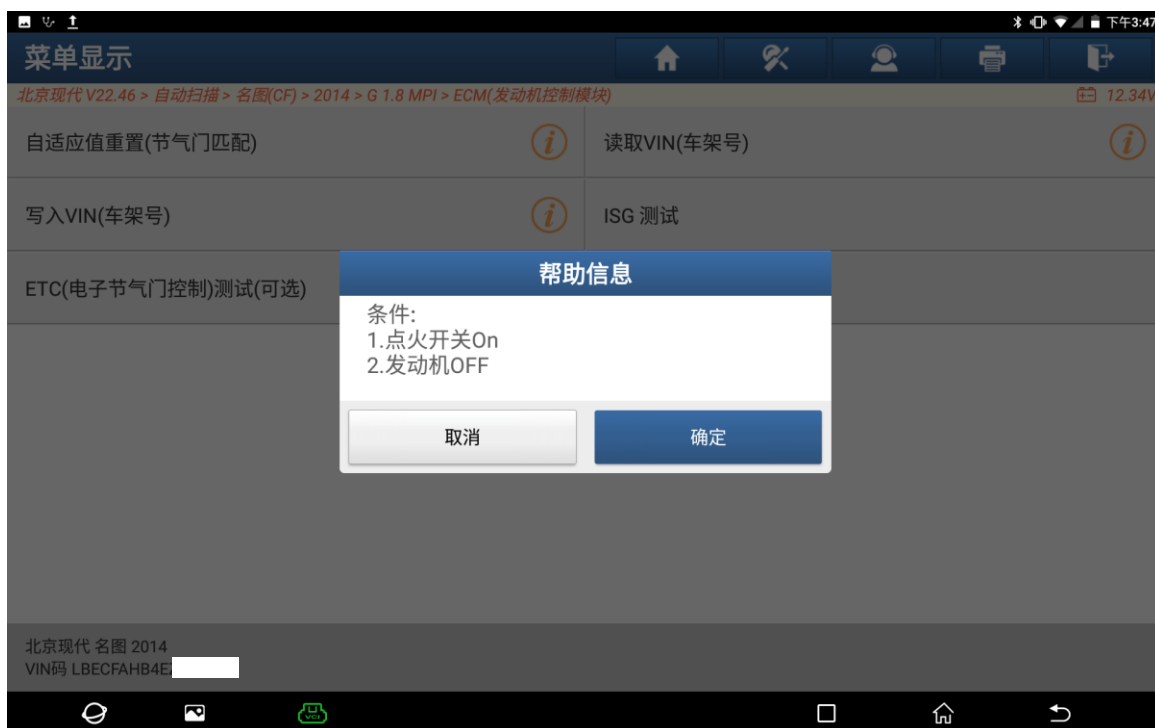 下午3:47
菜单显示
北京现代 V22.46 > 自动扫描 > 名图(CF) > 2014 > G 1.8 MPI > ECM(发动机控制模块)
12.34V
自适应值重置(节气门匹配)
读取VIN(车架号)
写入VIN(车架号)
ISG 测试
ETC(电子节气门控制)测试(可选)
帮助信息
条件:
1.点火开关On
2.发动机OFF
取消
确定
北京现代 名图 2014
VIN码 LBECFAHB4EZ
VCI